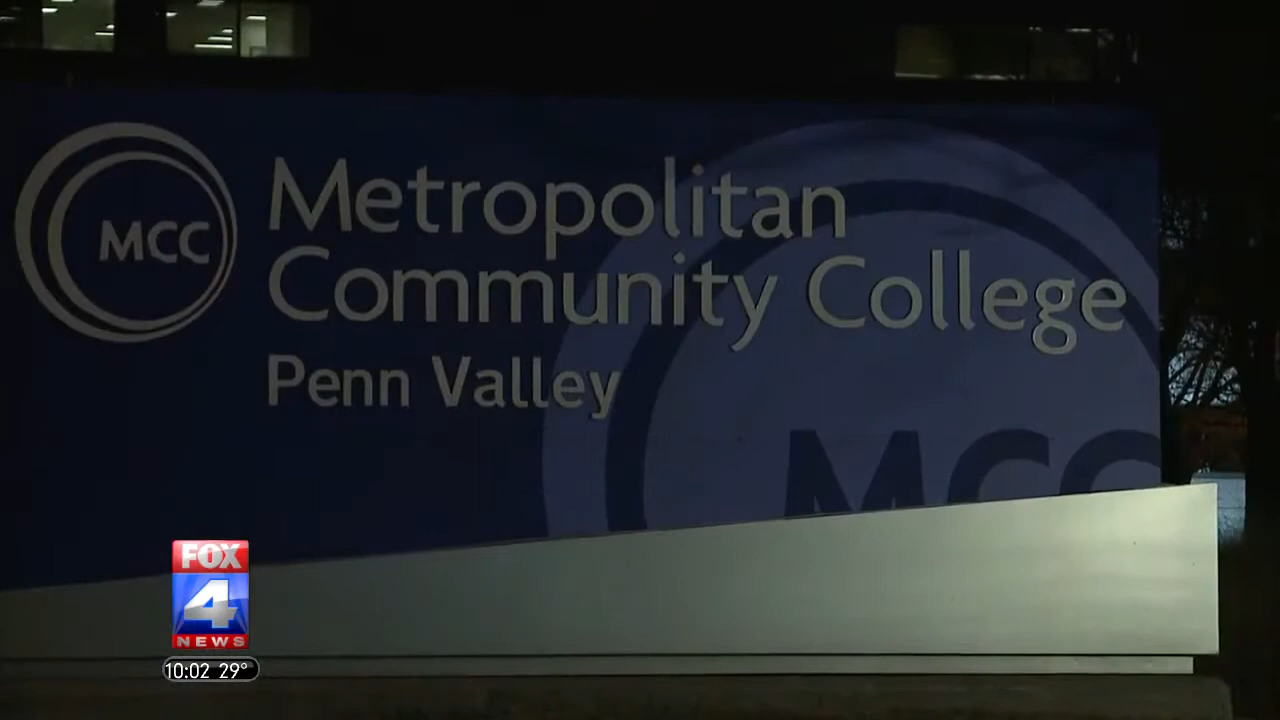 MCC
Metropolitan
Community College
Penn Valley
MCC
FOX
4
NEWS
10:02 29°